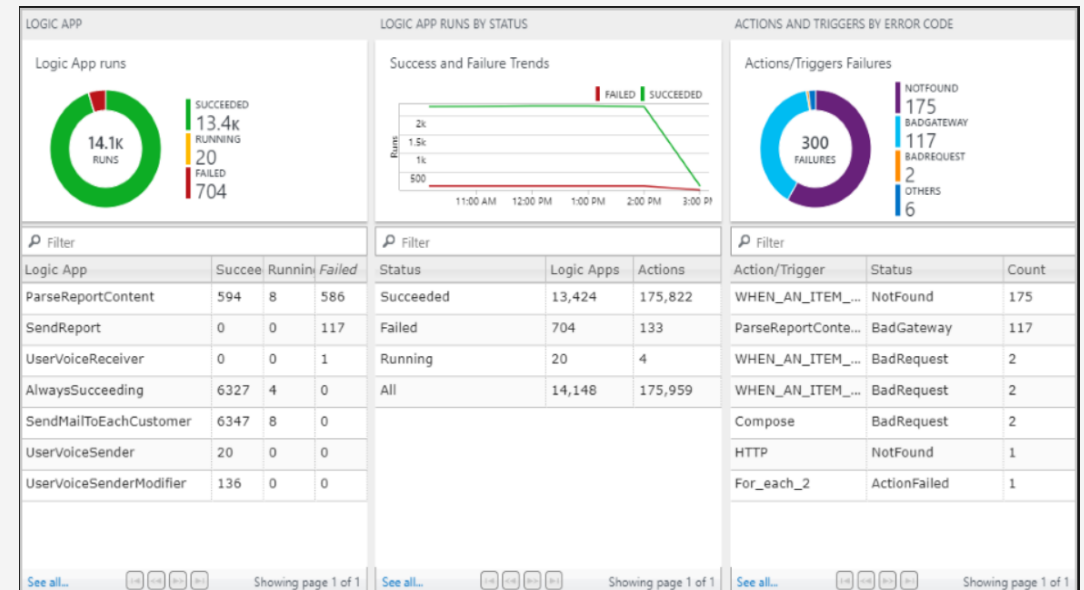 LOGIC APP
Logic App runs
14.1K
RUNS
SUCCEEDED
13.4K
RUNNING
20
FAILED
704
Filter
Logic App Succee Runnin Failed
ParseReportContent 594 8 586
SendReport 0 0 117
UserVoiceReceiver 0 0 1
AlwaysSucceeding 6327 4 0
SendMailToEachCustomer 6347 8 0
UserVoiceSender 20 0 0
UserVoiceSenderModifier 136 0 0
See all... Showing page 1 of 1
LOGIC APP RUNS BY STATUS
Success and Failure Trends
FAILED SUCCEEDED
Runs
2k
1.5k
1k
500
11:00 AM 12:00 PM 1:00 PM 2:00 PM 3:00 PM
Filter
Status Logic Apps Actions
Succeeded 13,424 175,822
Failed 704 133
Running 20 4
All 14,148 175,959
See all... Showing page 1 of 1
ACTIONS AND TRIGGERS BY ERROR CODE
Actions/Triggers Failures
300
FAILURES
NOTFOUND
175
BADGATEWAY
117
BADREQUEST
2
OTHERS
6
Filter
Action/Trigger Status Count
WHEN_AN_ITEM_... NotFound 175
ParseReportConte... BadGateway 117
WHEN_AN_ITEM_... BadRequest 2
WHEN_AN_ITEM_... BadRequest 2
Compose BadRequest 2
HTTP NotFound 1
For_each_2 ActionFailed 1
See all... Showing page 1 of 1